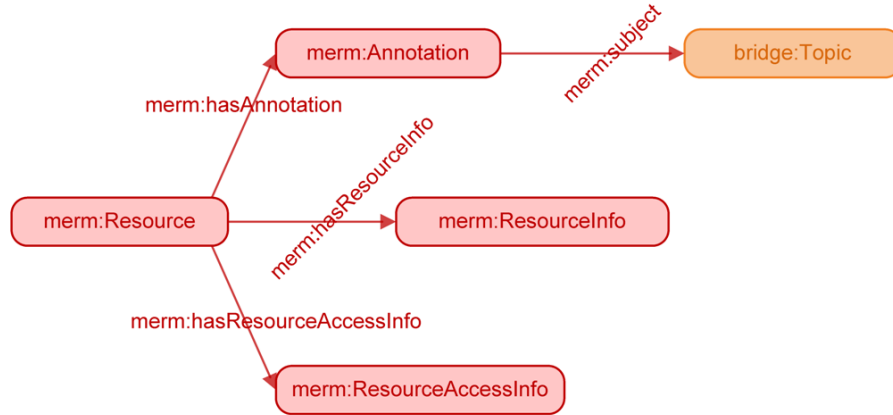 merm:Annotation
merm:subject
bridge:Topic
merm:hasAnnotation
merm:hasResourceInfo
merm:Resource
merm:ResourceInfo
merm:hasResourceAccessInfo
merm:ResourceAccessInfo